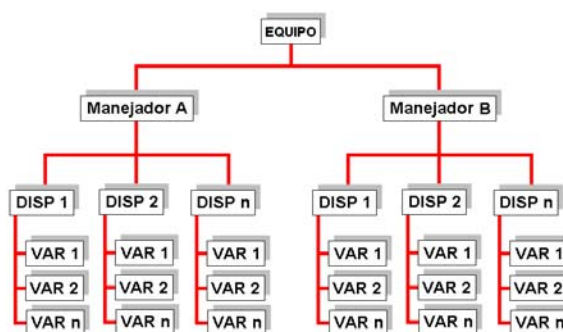 EQUIPO
Manejador A Manejador B
DISP 1 DISP 2 DISP n DISP 1 DISP 2 DISP n
VAR 1 VAR 1 VAR 1 VAR 1 VAR 1 VAR 1
VAR 2 VAR 2 VAR 2 VAR 2 VAR 2 VAR 2
VAR n VAR n VAR n VAR n VAR n VAR n